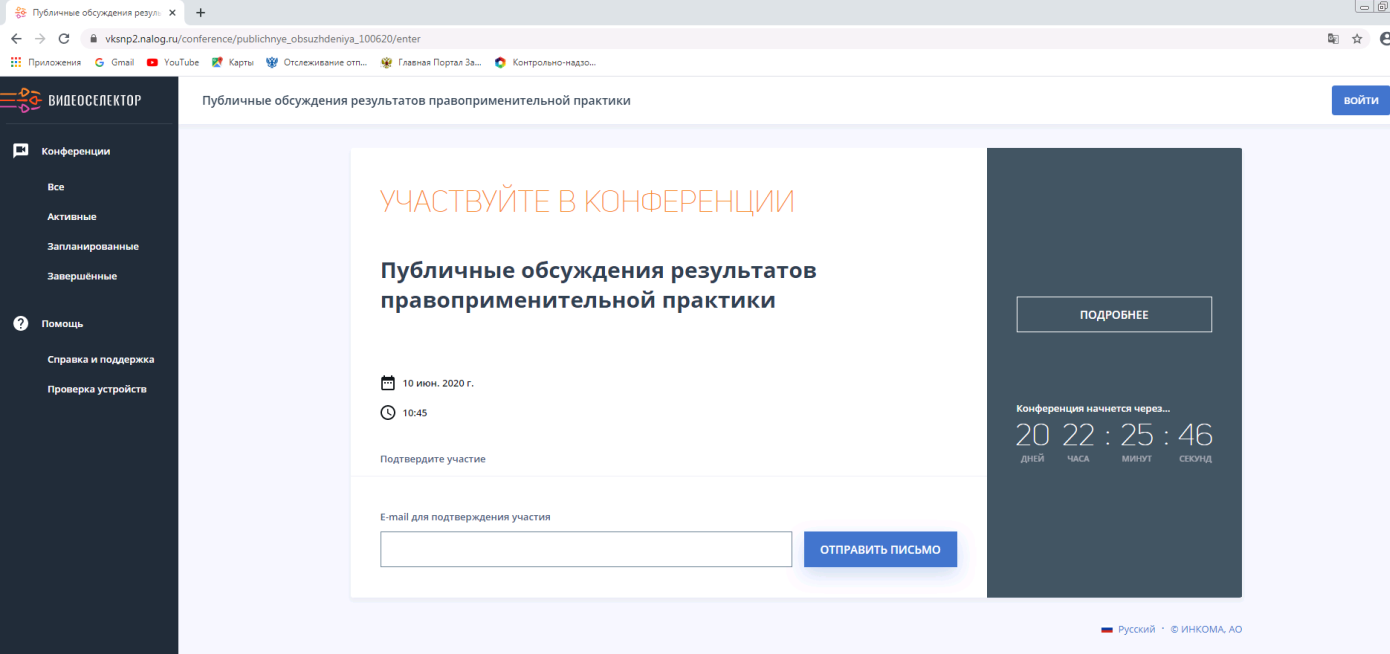 Публичные обсуждения резуль
vksnp2.nalog.ru/conference/publichnye_obsuzhdeniya_100620/enter
Приложения Gmail YouTube Карты Отслеживание отп... Главная Портал За... Контрольно-надзо...
ВИДЕОСЕЛЕКТОР
Публичные обсуждения результатов правоприменительной практики
ВОЙТИ
Конференции
Все
Активные
Запланированные
Завершённые
Помощь
Справка и поддержка
Проверка устройств
УЧАСТВУЙТЕ В КОНФЕРЕНЦИИ
Публичные обсуждения результатов
правоприменительной практики
10 июн. 2020 г.
10:45
Подтвердите участие
E-mail для подтверждения участия
ОТПРАВИТЬ ПИСЬМО
ПОДРОБНЕЕ
Конференция начнется через...
20 22 : 25 : 46
ДНЕЙ ЧАСА МИНУТ СЕКУНД
Русский · © ИНКОМА, АО